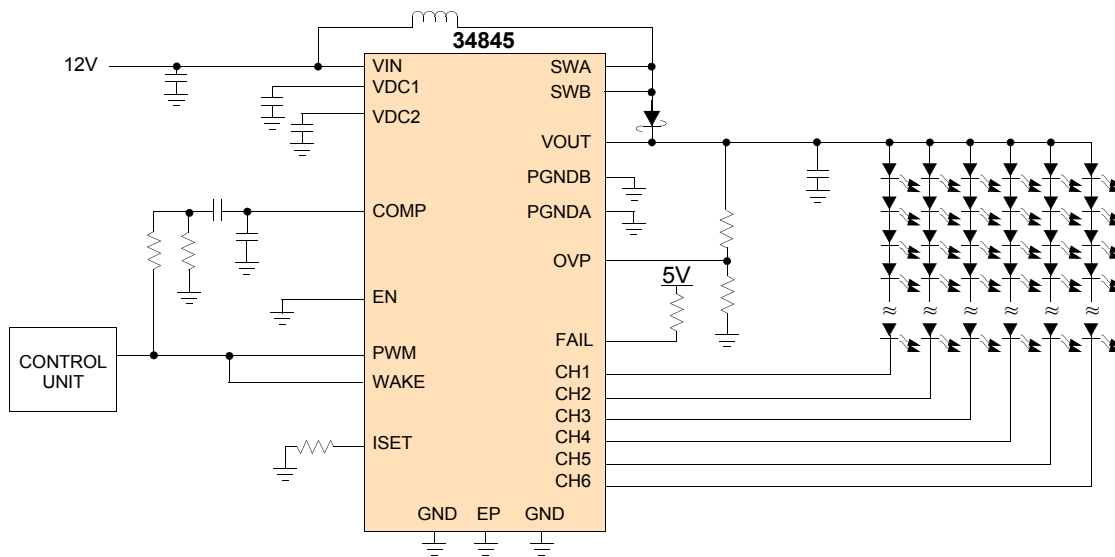 34845
12V
VIN
VDC1
VDC2
COMP
EN
PWM
WAKE
ISET
GND EP GND
SWA
SWB
VOUT
PGNDB
PGNDA
OVP
5V
FAIL
CH1
CH2
CH3
CH4
CH5
CH6
CONTROL
UNIT
≈ ≈ ≈ ≈ ≈ ≈